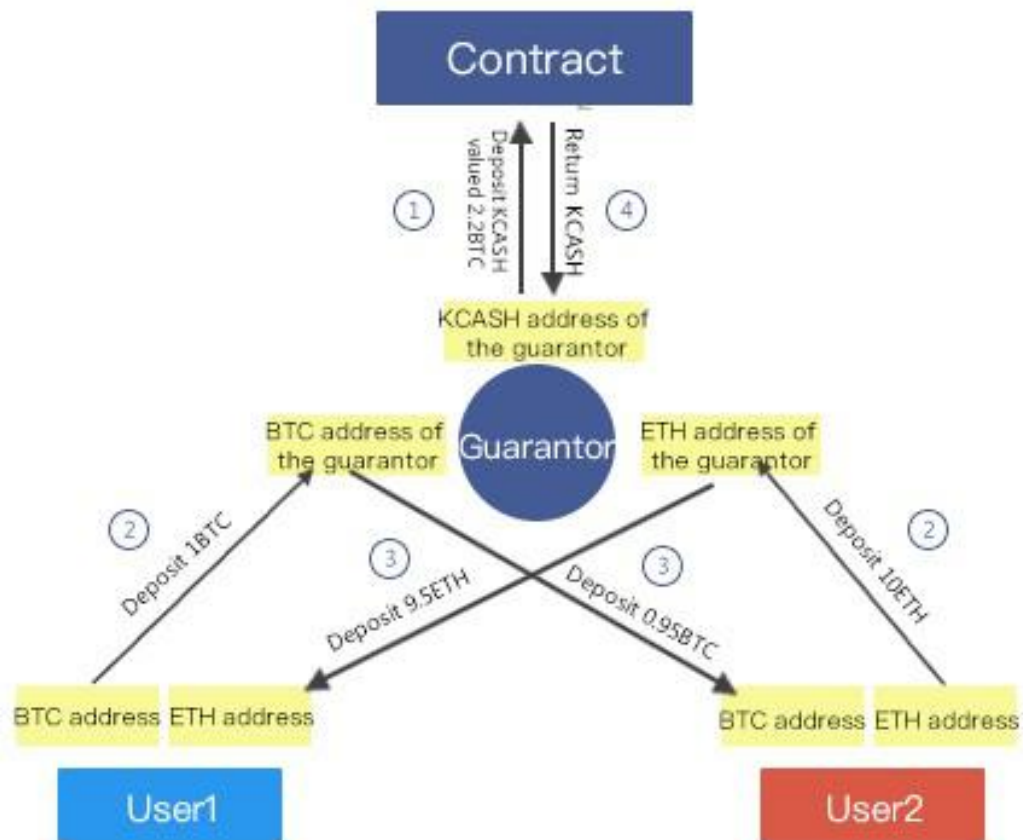 Contract
Deposit KCASH
valued 2.2BTC
Return KCASH
1
4
KCASH address of
the guarantor
BTC address of
the guarantor
Guarantor
ETH address of
the guarantor
2
Deposit 1BTC
3
Deposit 9.5ETH
3
Deposit 0.95BTC
2
Deposit 10ETH
BTC address
ETH address
BTC address
ETH address
User1
User2